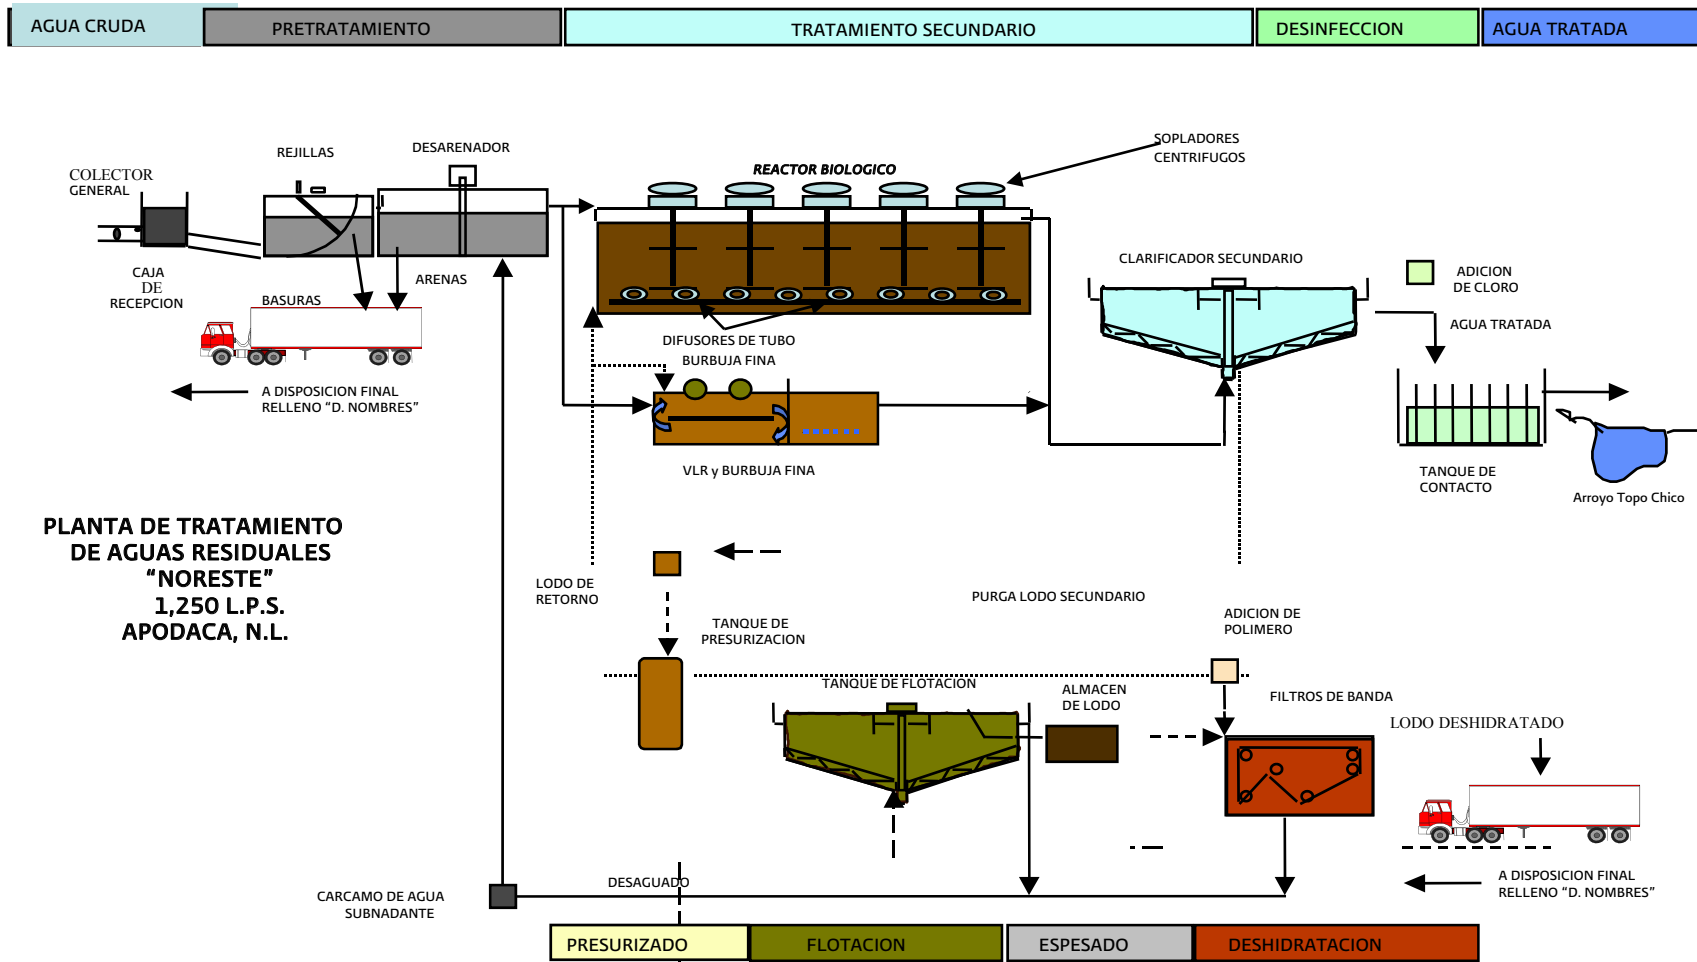 AGUA CRUDA
PRETRATAMIENTO
TRATAMIENTO SECUNDARIO
DESINFECCION
AGUA TRATADA
COLECTOR
GENERAL
REJILLAS
DESARENADOR
REACTOR BIOLOGICO
SOPLADORES
CENTRIFUGOS
CAJA
DE
RECEPCION
BASURAS
ARENAS
CLARIFICADOR SECUNDARIO
ADICION
DE CLORO
AGUA TRATADA
DIFUSORES DE TUBO
BURBUJA FINA
A DISPOSICION FINAL
RELLENO “D. NOMBRES”
VLR y BURBUJA FINA
TANQUE DE
CONTACTO
Arroyo Topo Chico
PLANTA DE TRATAMIENTO
DE AGUAS RESIDUALES
“NORESTE”
1,250 L.P.S.
APODACA, N.L.
LODO DE
RETORNO
PURGA LODO SECUNDARIO
TANQUE DE
PRESURIZACION
ADICION DE
POLIMERO
TANQUE DE FLOTACION
ALMACEN
DE LODO
FILTROS DE BANDA
LODO DESHIDRATADO
CARCAMO DE AGUA
SUBNADANTE
DESAGUADO
A DISPOSICION FINAL
RELLENO “D. NOMBRES”
PRESURIZADO
FLOTACION
ESPESADO
DESHIDRATACION